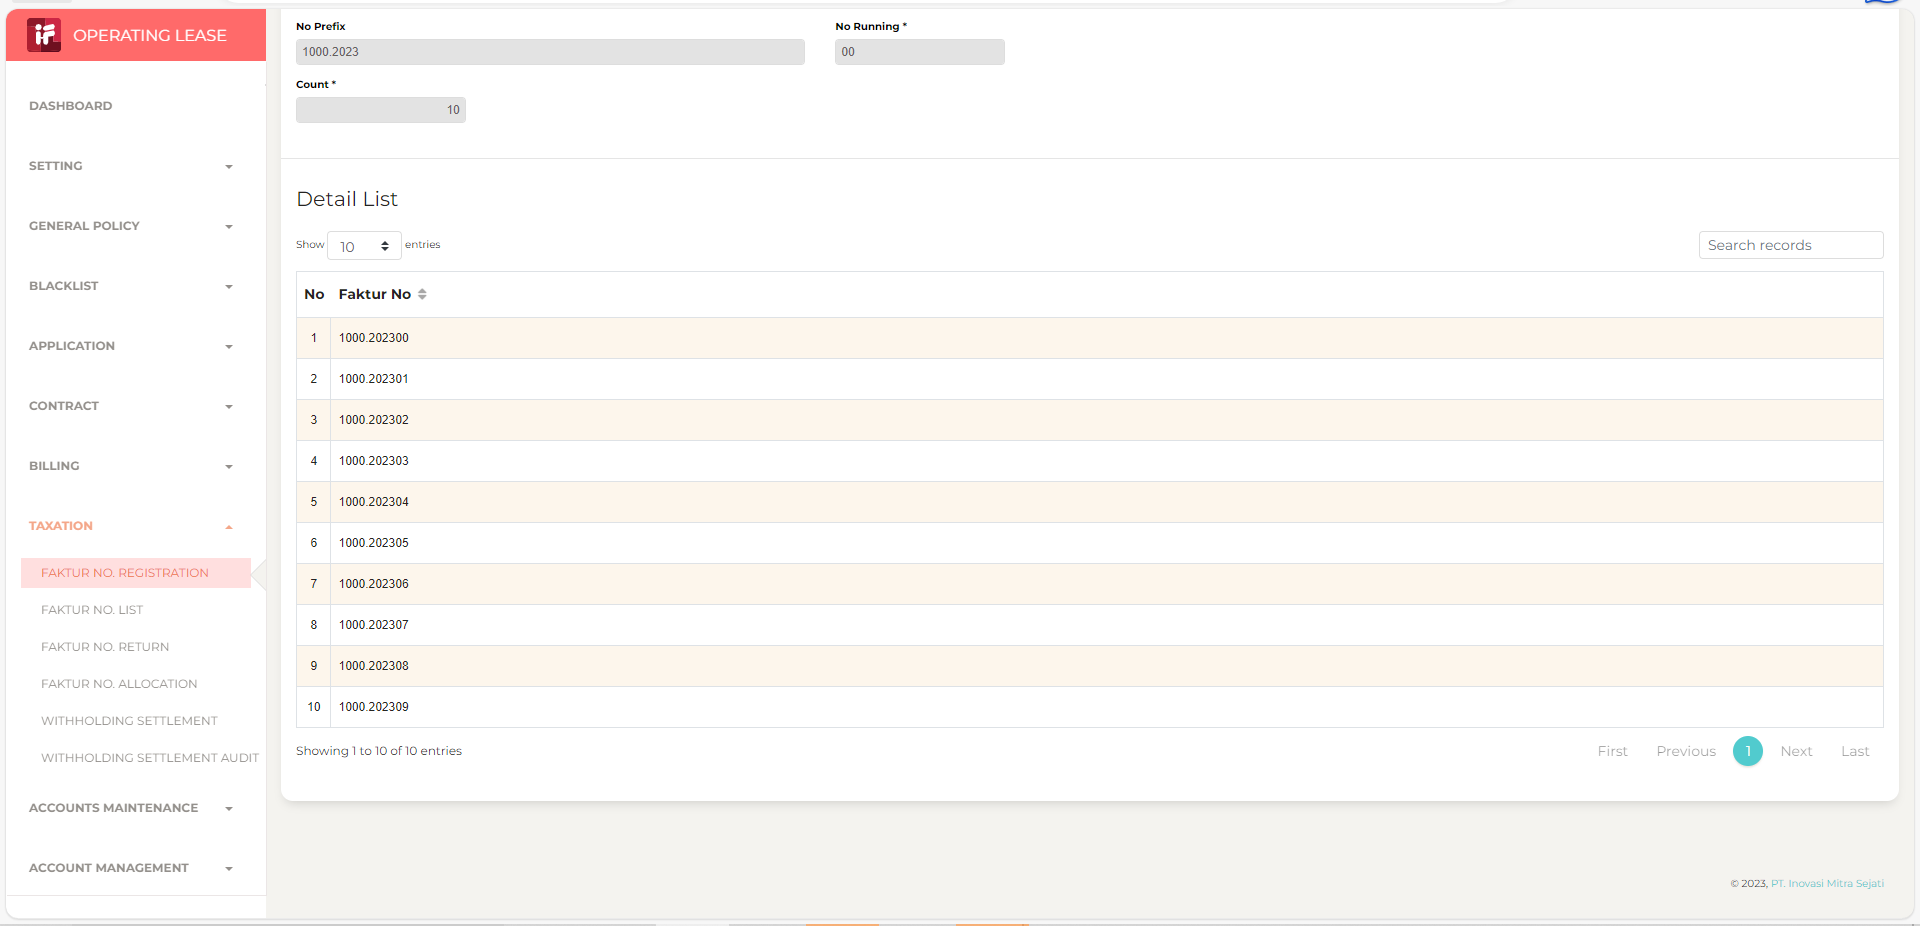 iF OPERATING LEASE
DASHBOARD
SETTING
GENERAL POLICY
BLACKLIST
APPLICATION
CONTRACT
BILLING
TAXATION
FAKTUR NO. REGISTRATION
FAKTUR NO. LIST
FAKTUR NO. RETURN
FAKTUR NO. ALLOCATION
WITHHOLDING SETTLEMENT
WITHHOLDING SETTLEMENT AUDIT
ACCOUNTS MAINTENANCE
ACCOUNT MANAGEMENT
No Prefix No Running *
1000.2023 00
Count *
10
Detail List
Show 10 entries Search records
No Faktur No
1 1000.202300
2 1000.202301
3 1000.202302
4 1000.202303
5 1000.202304
6 1000.202305
7 1000.202306
8 1000.202307
9 1000.202308
10 1000.202309
Showing 1 to 10 of 10 entries First Previous 1 Next Last
© 2023, PT. Inovasi Mitra Sejati